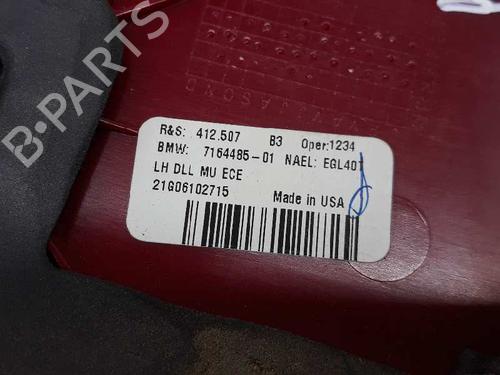 R&S: 412.507 B3 Oper:1234
BMW: 7164485-01 NAEL: EGL401
LH DLL MU ECE
21G06102715 Made in USA
B-PARTS